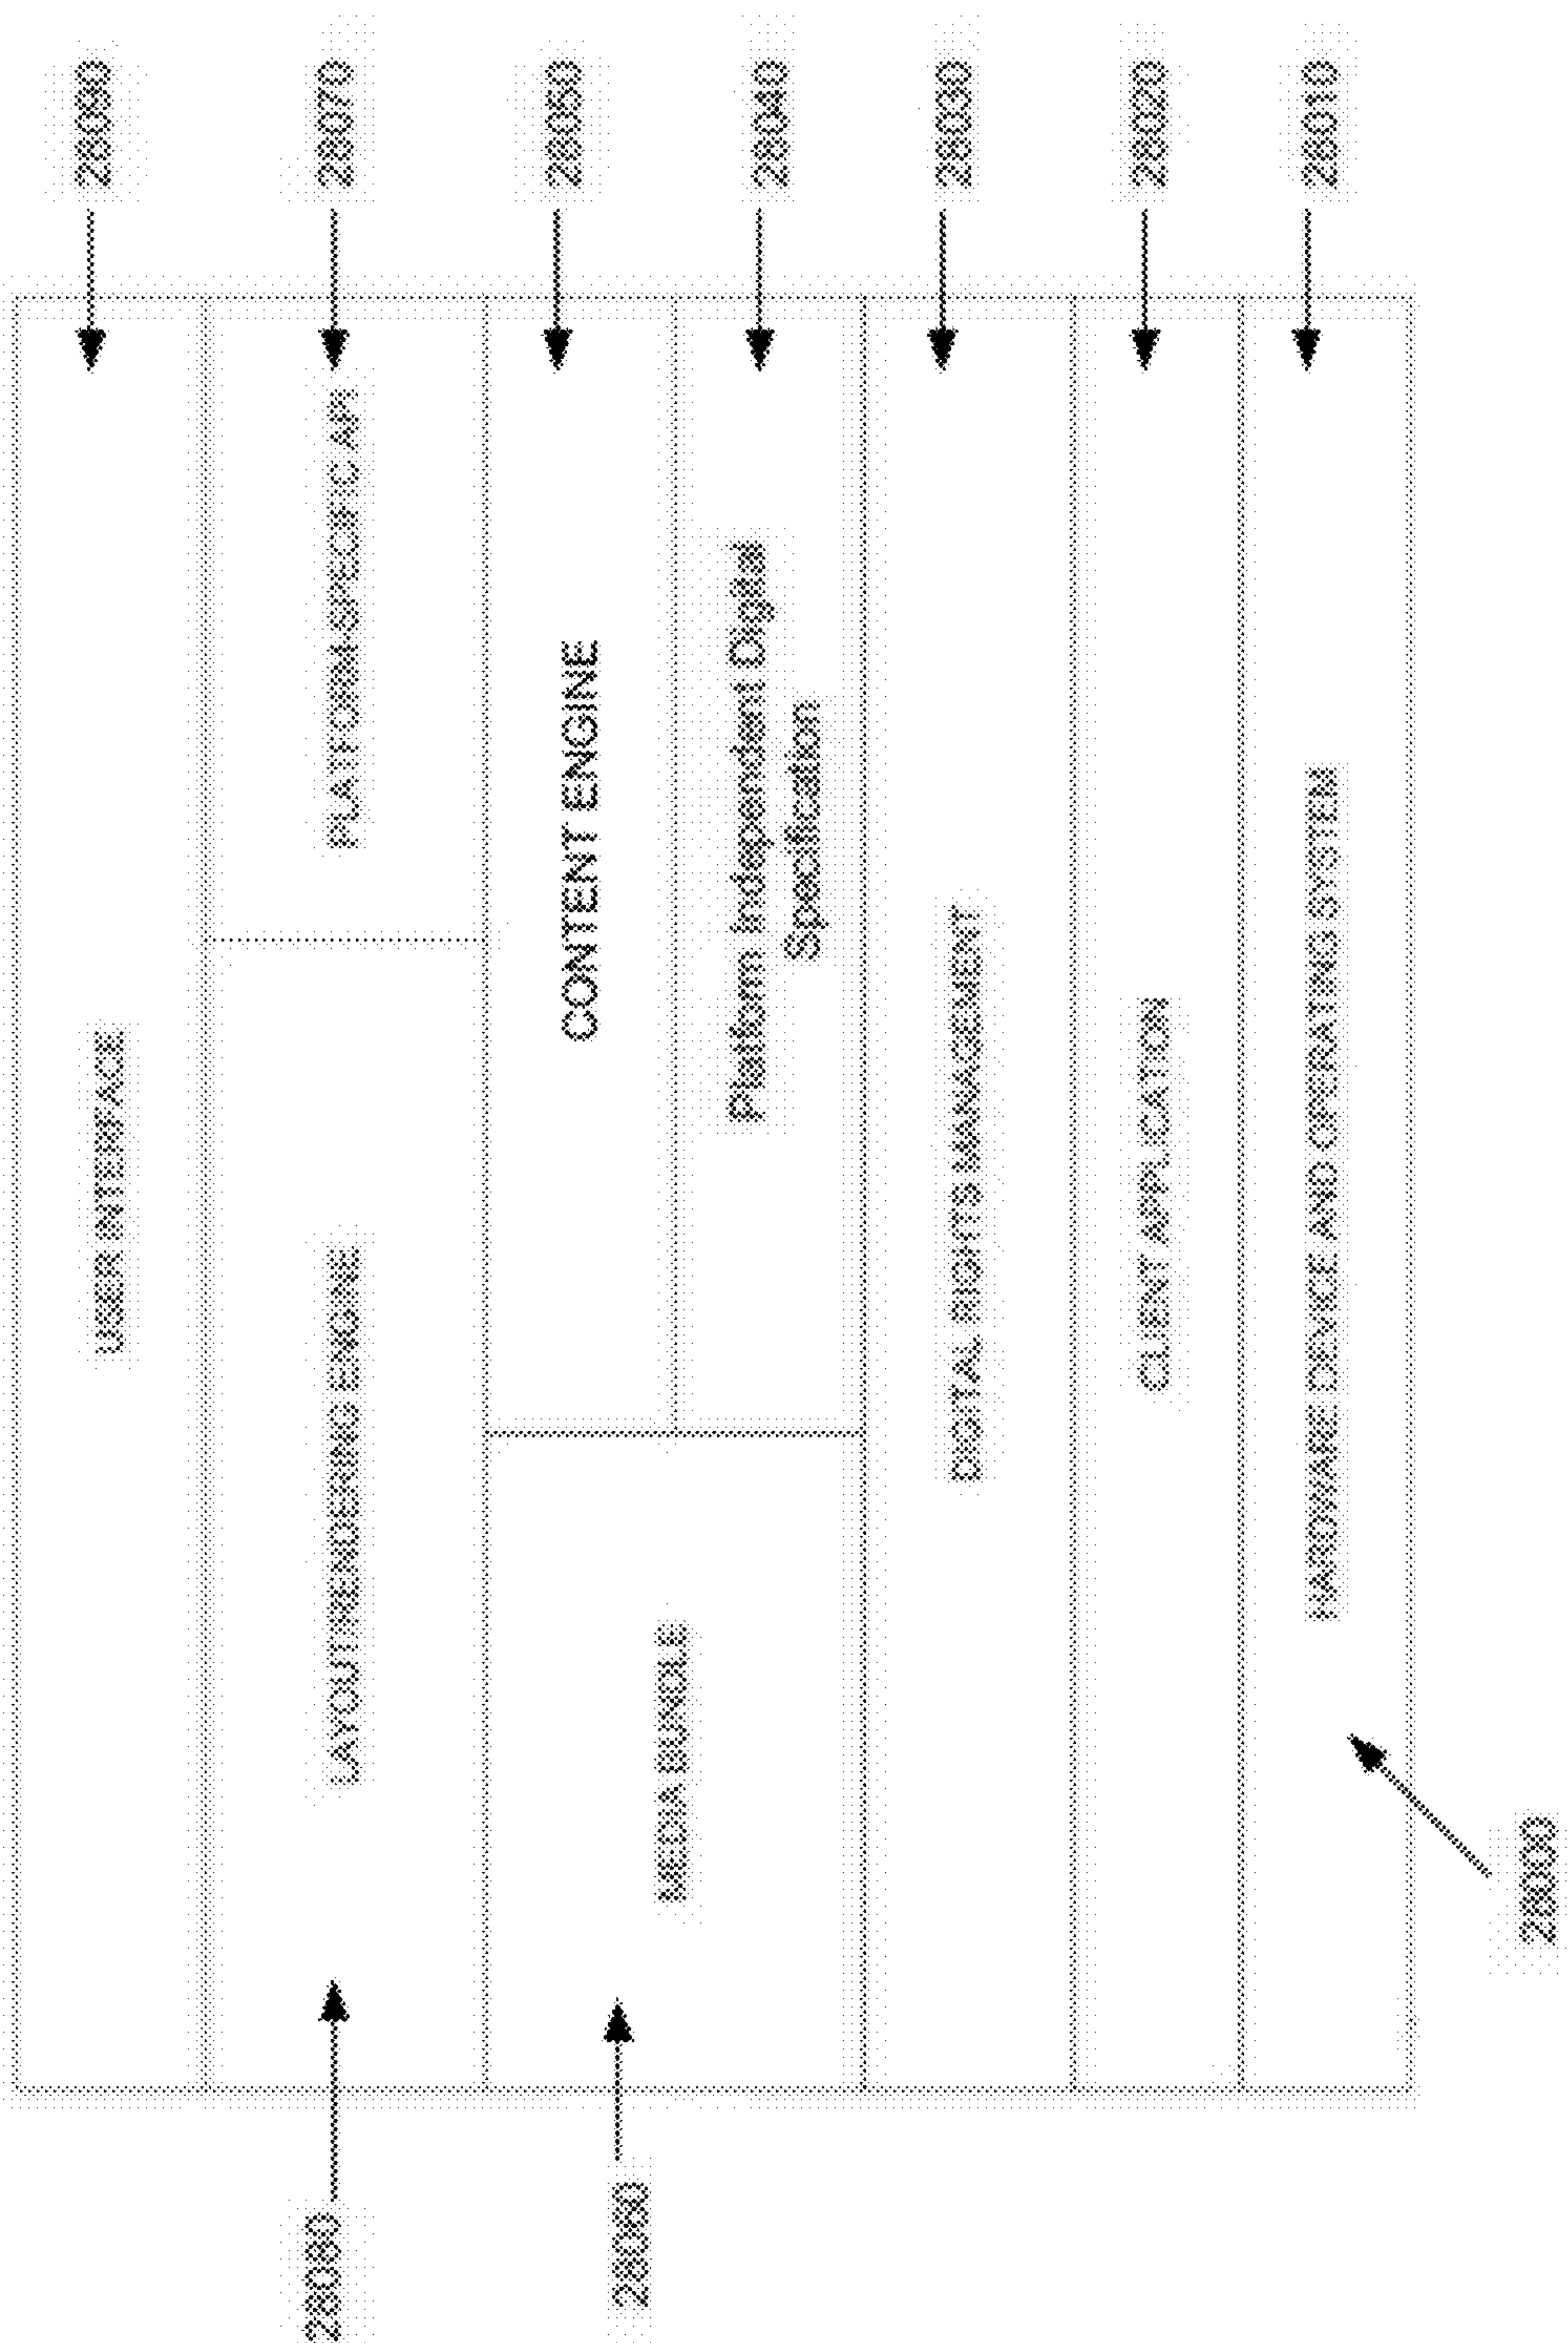 USER INTERFACE
28090
28080
LAYOUT/RENDERING ENGINE
PLATFORM-SPECIFIC API
28070
CONTENT ENGINE
28050
28060
MEDIA BUNDLE
Platform Independent Digital
Specification
28040
DIGITAL RIGHTS MANAGEMENT
28030
CLIENT APPLICATION
28020
HARDWARE DEVICE AND OPERATING SYSTEM
28010
28000